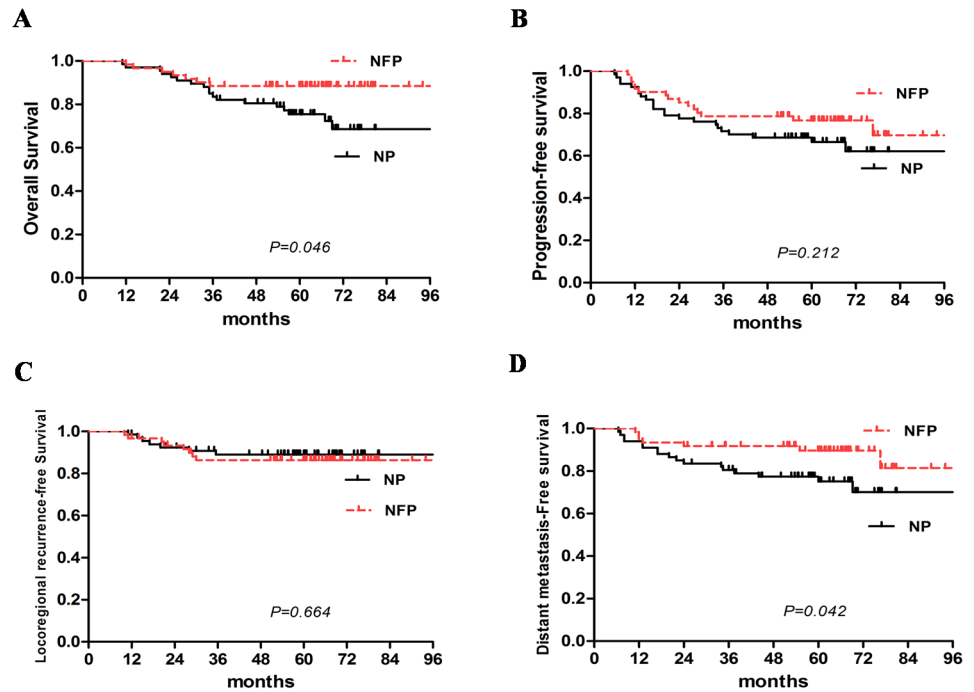 A
Overall Survival
1.0
0.8
0.6
0.4
0.2
0.0
NFP
NP
P=0.046
0 12 24 36 48 60 72 84 96
months
B
Progression-free survival
1.0
0.8
0.6
0.4
0.2
0.0
NFP
NP
P=0.212
0 12 24 36 48 60 72 84 96
months
C
Locoregional recurrence-free Survival
1.0
0.8
0.6
0.4
0.2
0.0
NP
NFP
P=0.664
0 12 24 36 48 60 72 84 96
months
D
Distant metastasis-Free survival
1.0
0.8
0.6
0.4
0.2
0.0
NFP
NP
P=0.042
0 12 24 36 48 60 72 84 96
months